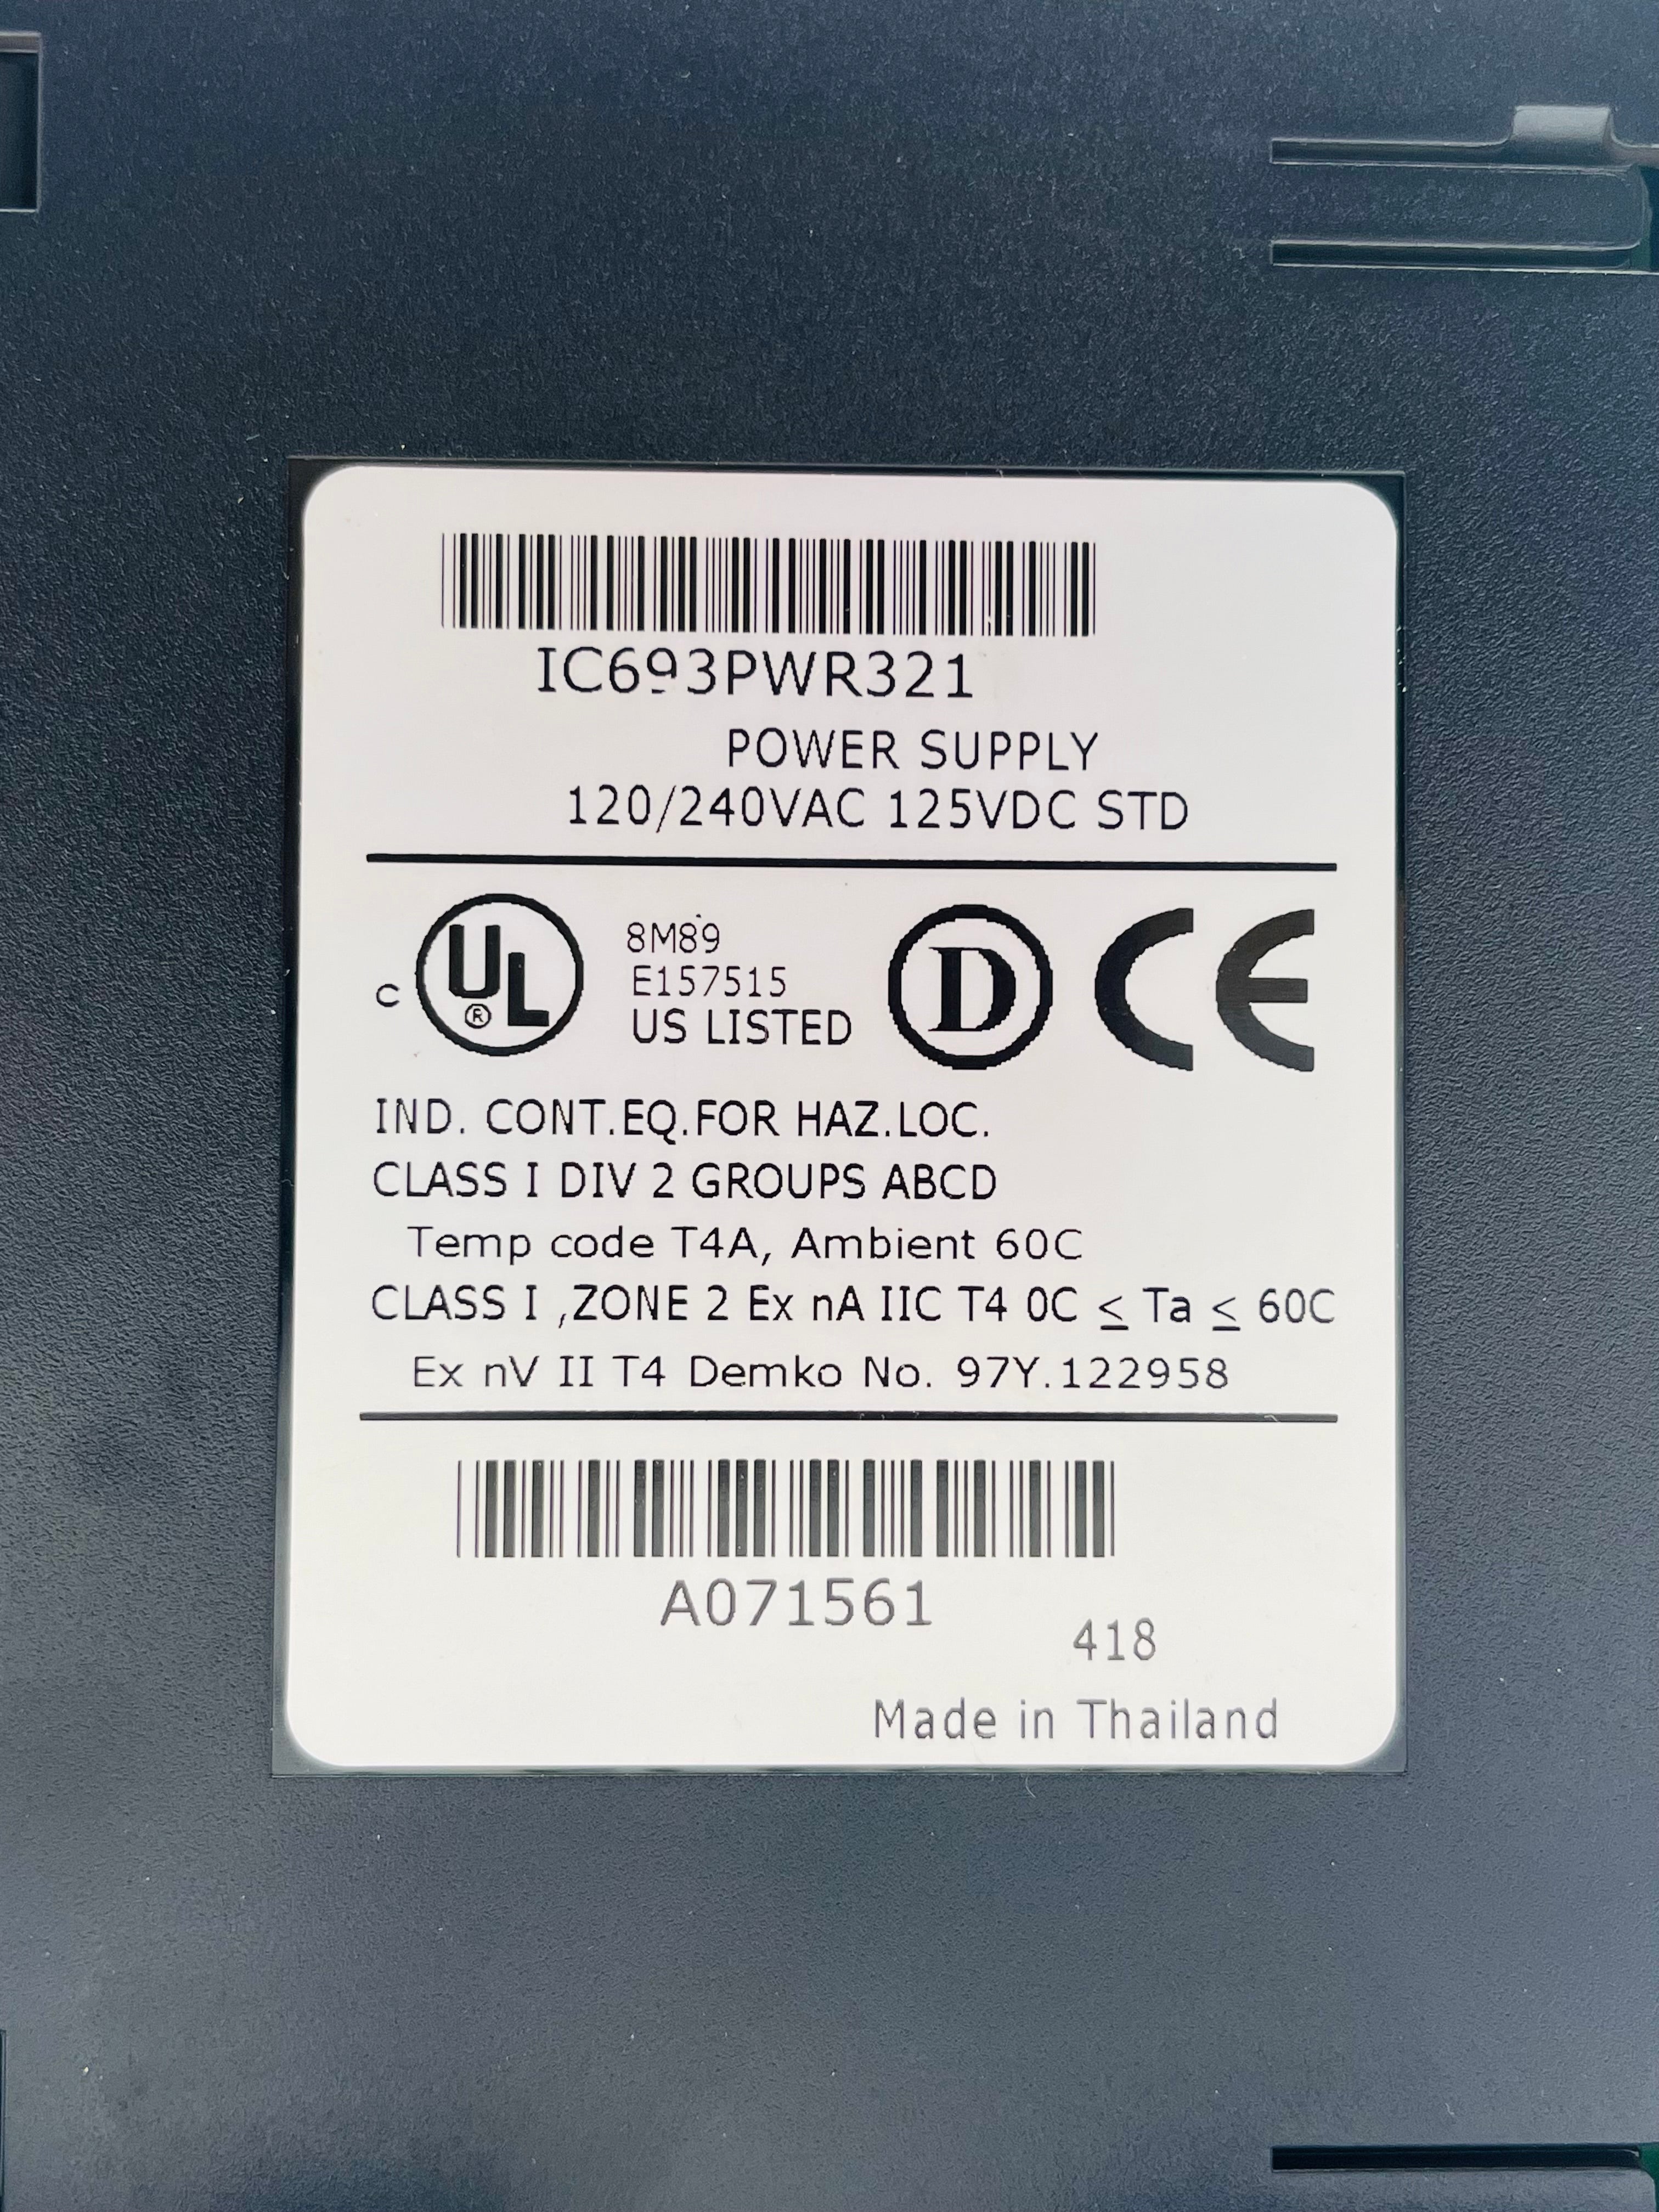 IC693PWR321
POWER SUPPLY
120/240VAC 125VDC STD
C UL ® 8M89
E157515
US LISTED
D CE
IND. CONT.EQ.FOR HAZ.LOC.
CLASS I DIV 2 GROUPS ABCD
Temp code T4A, Ambient 60C
CLASS I ,ZONE 2 Ex nA IIC T4 0C ≤ Ta ≤ 60C
Ex nV II T4 Demko No. 97Y.122958
A071561
418
Made in Thailand